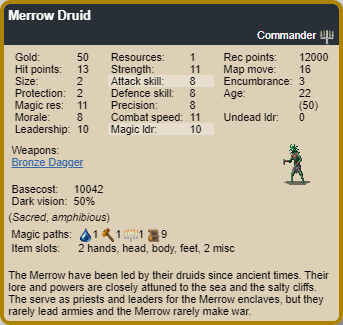 Merrow Druid
Commander
Gold: 50 Resources: 1 Rec points: 12000
Hit points: 13 Strength: 11 Map move: 16
Size: 2 Attack skill: 8 Encumbrance: 3
Protection: 2 Defence skill: 8 Age: 22
Magic res: 11 Precision: 8 (50)
Morale: 8 Combat speed: 11 Undead ldr: 0
Leadership: 10 Magic ldr: 10
Weapons:
Bronze Dagger
Basecost: 10042
Dark vision: 50%
(Sacred, amphibious)
Magic paths: 1 1 1 9
Item slots: 2 hands, head, body, feet, 2 misc
The Merrow have been led by their druids since ancient times. Their
lore and powers are closely attuned to the sea and the salty cliffs.
The serve as priests and leaders for the Merrow enclaves, but they
rarely lead armies and the Merrow rarely make war.